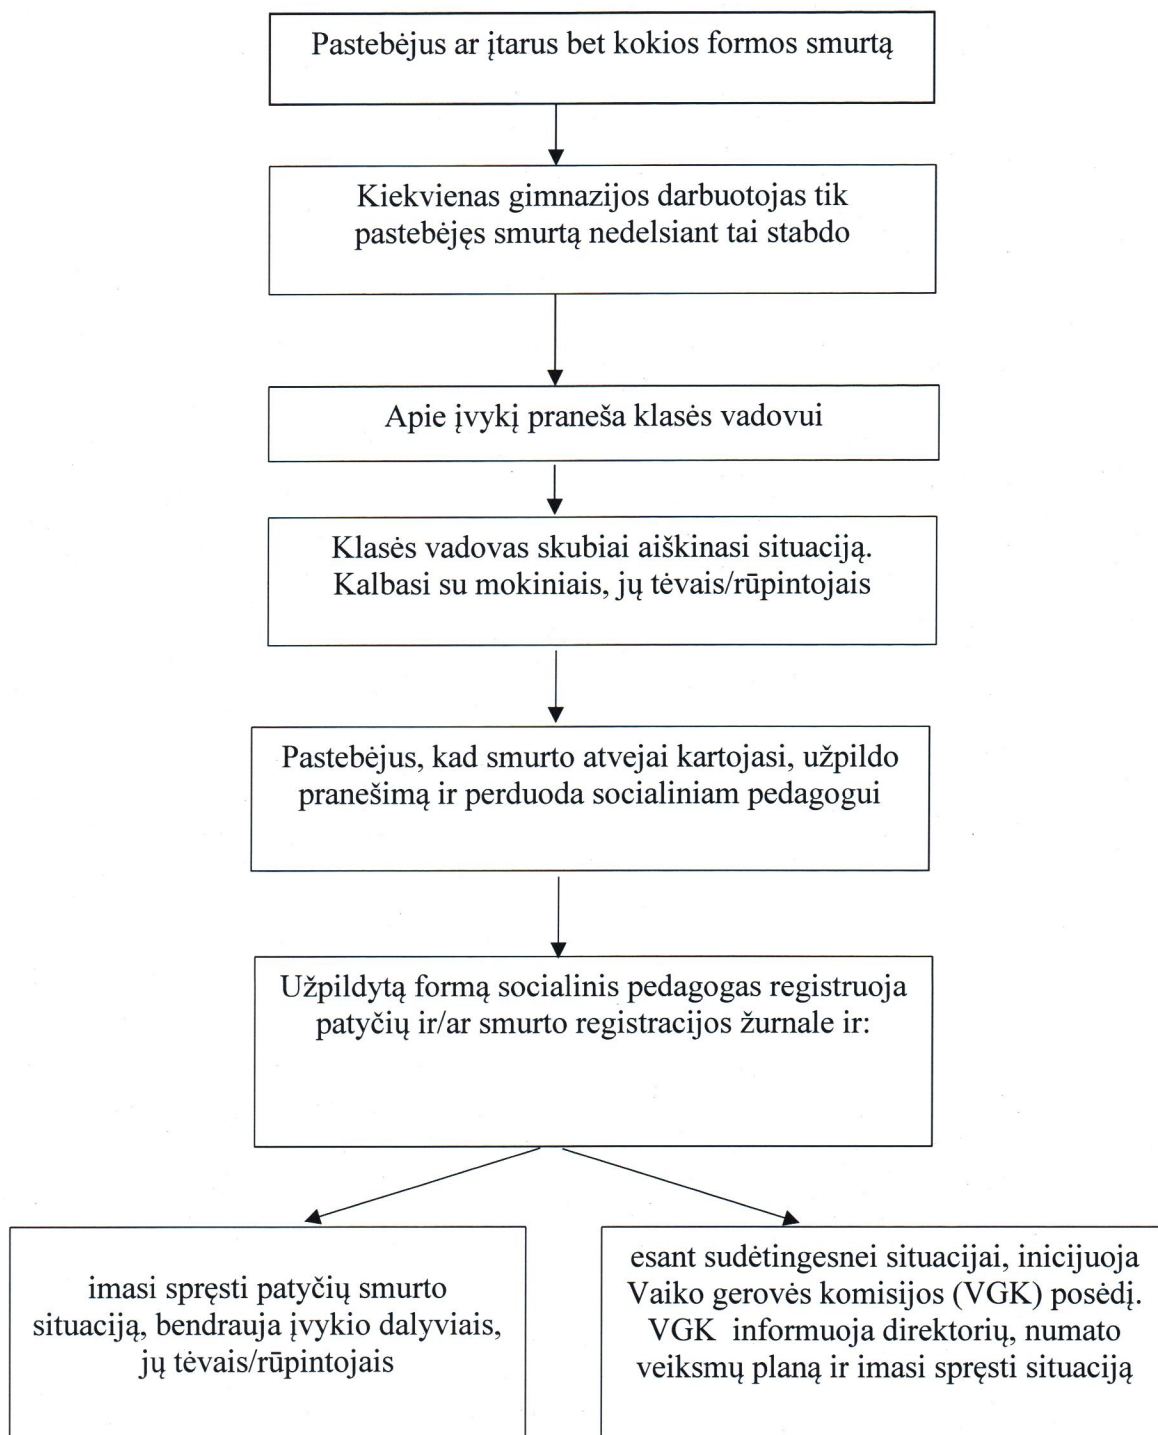 Pastebėjus ar įtarus bet kokios formos smurtą
Kiekvienas gimnazijos darbuotojas tik
pastebėjęs smurtą nedelsiant tai stabdo
Apie įvykį praneša klasės vadovui
Klasės vadovas skubiai aiškinasi situaciją.
Kalbasi su mokiniais, jų tėvais/rūpintojais
Pastebėjus, kad smurto atvejai kartojasi, užpildo
pranešimą ir perduoda socialiniam pedagogui
Užpildytą formą socialinis pedagogas registruoja
patyčių ir/ar smurto registracijos žurnale ir:
imasi spręsti patyčių smurto
situaciją, bendrauja įvykio dalyviais,
jų tėvais/rūpintojais
esant sudėtingesnei situacijai, inicijuoja
Vaiko gerovės komisijos (VGK) posėdį.
VGK informuoja direktorių, numato
veiksmų planą ir imasi spręsti situaciją